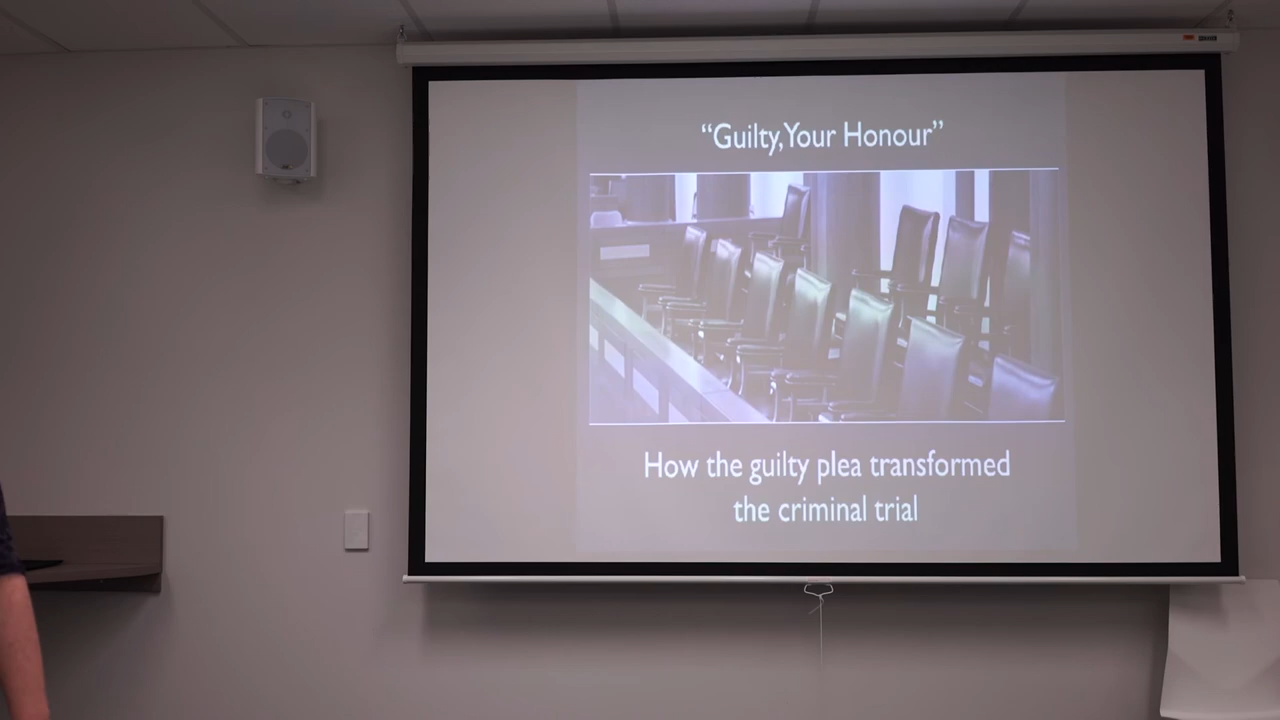 “Guilty, Your Honour”
How the guilty plea transformed
the criminal trial